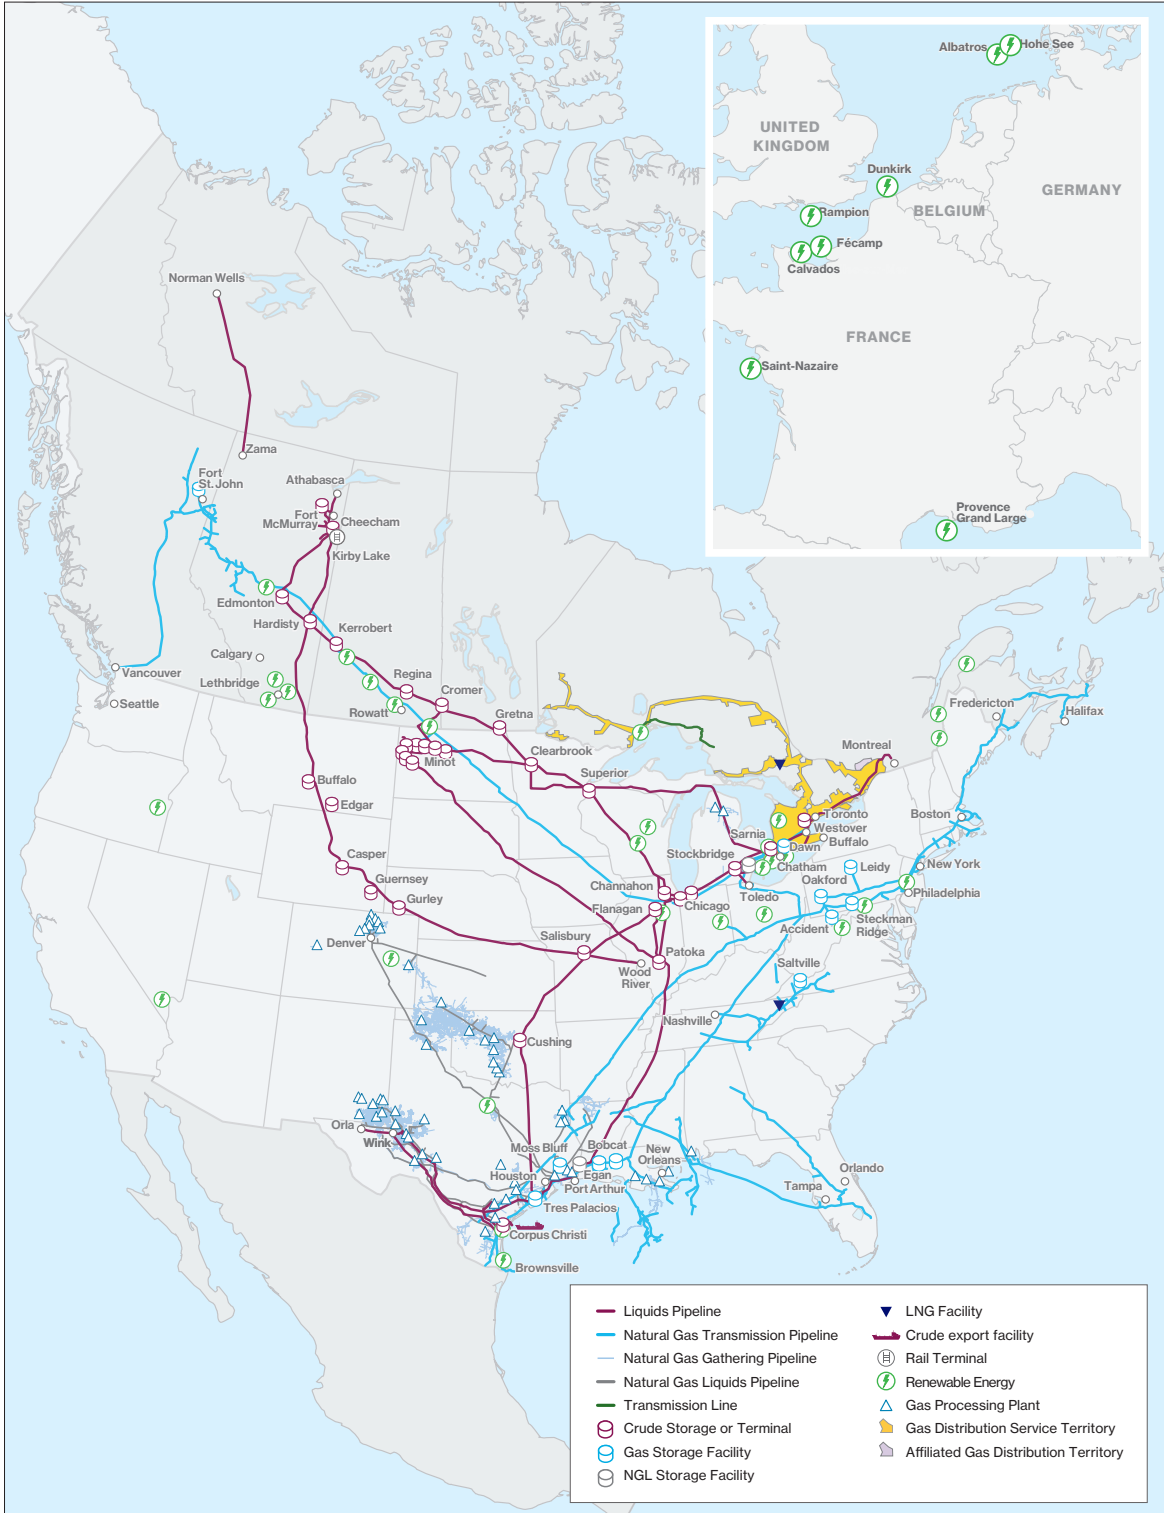 Albatros
Hohe See
UNITED
KINGDOM
Dunkirk
GERMANY
Rampion
BELGIUM
Fécamp
Calvados
FRANCE
Saint-Nazaire
Provence
Grand Large
Norman Wells
Zama
Fort
St. John
Athabasca
Fort
McMurray
Cheecham
Kirby Lake
Edmonton
Hardisty
Kerrobert
Calgary
Vancouver
Lethbridge
Regina
Cromer
Seattle
Rowatt
Gretna
Fredericton
Halifax
Minot
Clearbrook
Montreal
Superior
Buffalo
Edgar
Toronto
Westover
Boston
Sarnia
Buffalo
Dawn
Stockbridge
Casper
Chatham
New York
Leidy
Oakford
Guernsey
Channahon
Toledo
Philadelphia
Gurley
Flanagan
Chicago
Steckman
Ridge
Accident
Denver
Salisbury
Patoka
Wood
River
Saltville
Nashville
Cushing
Orla
Wink
Moss Bluff
Bobcat
New
Orleans
Houston
Egan
Port Arthur
Orlando
Tampa
Tres Palacios
Corpus Christi
Brownsville
Liquids Pipeline
Natural Gas Transmission Pipeline
Natural Gas Gathering Pipeline
Natural Gas Liquids Pipeline
Transmission Line
Crude Storage or Terminal
Gas Storage Facility
NGL Storage Facility
LNG Facility
Crude export facility
Rail Terminal
Renewable Energy
Gas Processing Plant
Gas Distribution Service Territory
Affiliated Gas Distribution Territory